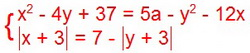 x² - 4y + 37 = 5a - y² - 12x
|x + 3| = 7 - |y + 3|